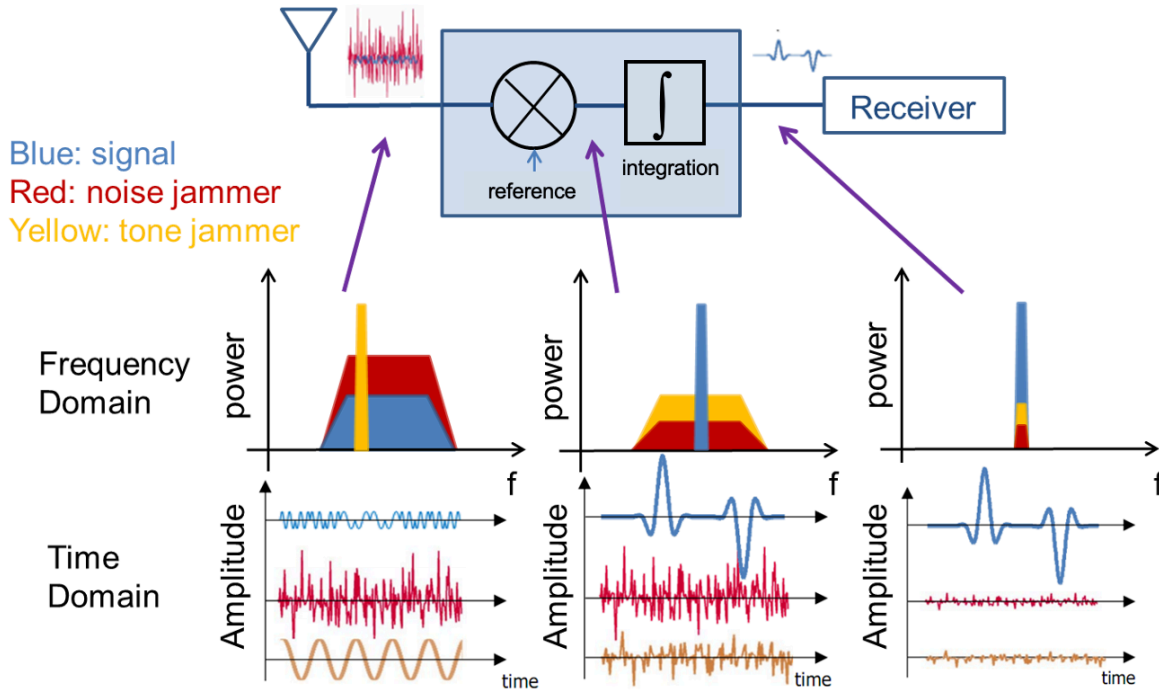 Receiver
Blue: signal
Red: noise jammer
Yellow: tone jammer
∫
integration
reference
Frequency
Domain
power
f
power
f
power
f
Time
Domain
Amplitude
time
Amplitude
time
Amplitude
time